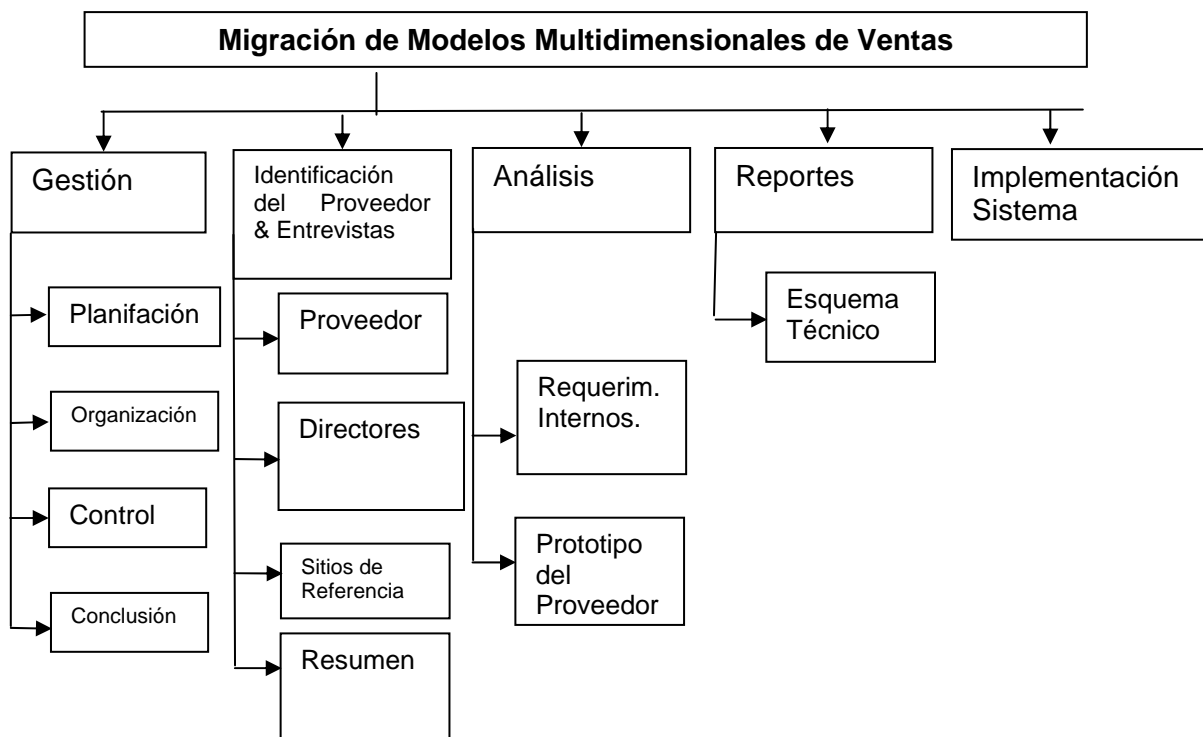 Migración de Modelos Multidimensionales de Ventas
Gestión
Planifación
Organización
Control
Conclusión
Identificación
del Proveedor
& Entrevistas
Proveedor
Directores
Sitios de
Referencia
Resumen
Análisis
Requerim.
Internos.
Prototipo
del
Proveedor
Reportes
Esquema
Técnico
Implementación
Sistema